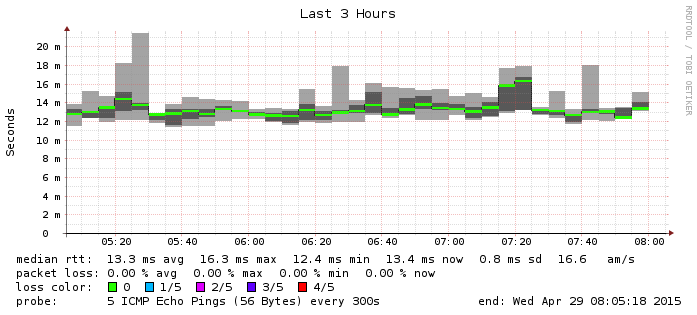 Last 3 Hours
RRDTOOL / TOBI OETIKER
Seconds
20 m
18 m
16 m
14 m
12 m
10 m
8 m
6 m
4 m
2 m
0
05:20 05:40 06:00 06:20 06:40 07:00 07:20 07:40 08:00
median rtt: 13.3 ms avg 16.3 ms max 12.4 ms min 13.4 ms now 0.8 ms sd 16.6 am/s
packet loss: 0.00 % avg 0.00 % max 0.00 % min 0.00 % now
loss color: 0 1/5 2/5 3/5 4/5
probe: 5 ICMP Echo Pings (56 Bytes) every 300s end: Wed Apr 29 08:05:18 2015